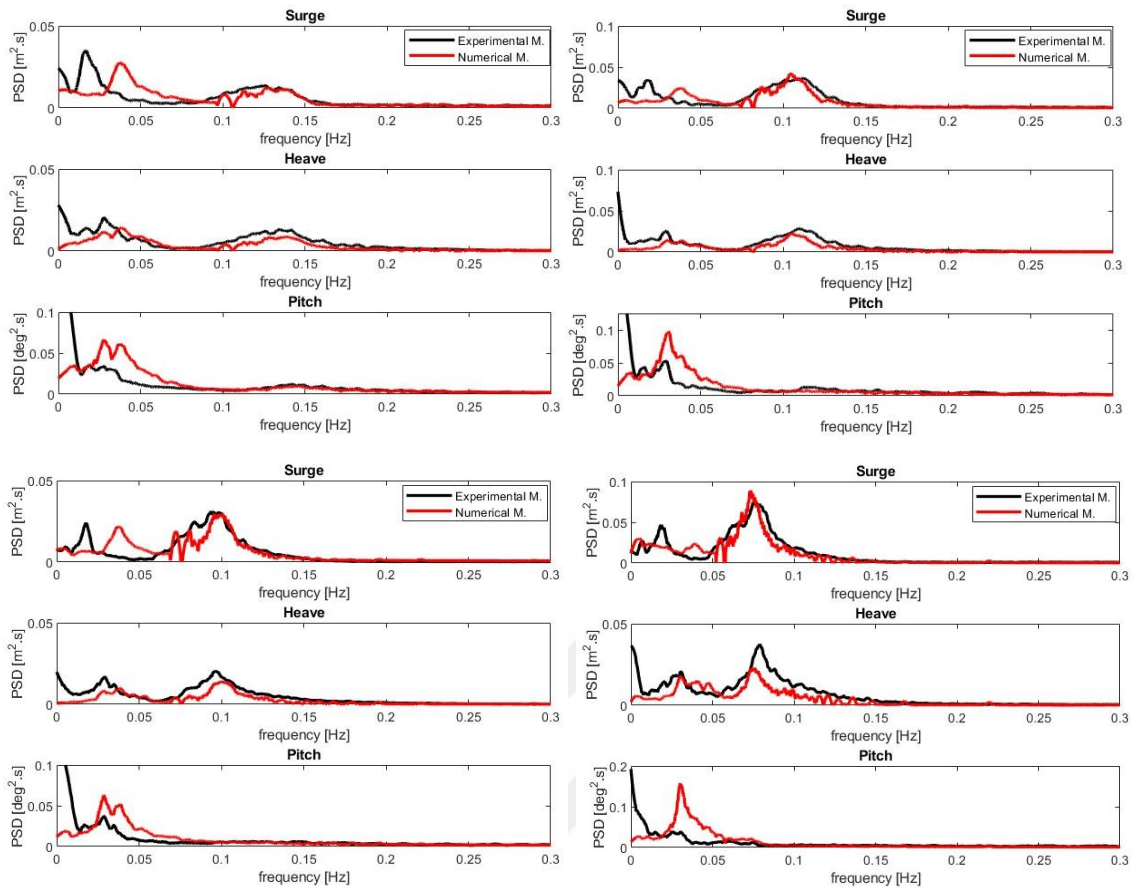 Surge
0.05
PSD [m².s]
0
Experimental M.
Numerical M.
0 0.05 0.1 0.15 0.2 0.25 0.3
frequency [Hz]
Heave
0.05
PSD [m².s]
0
0 0.05 0.1 0.15 0.2 0.25 0.3
frequency [Hz]
Pitch
0.1
0.05
PSD [deg².s]
0
0 0.05 0.1 0.15 0.2 0.25 0.3
frequency [Hz]
Surge
0.1
0.05
PSD [m².s]
0
Experimental M.
Numerical M.
0 0.05 0.1 0.15 0.2 0.25 0.3
frequency [Hz]
Heave
0.1
0.05
PSD [m².s]
0
0 0.05 0.1 0.15 0.2 0.25 0.3
frequency [Hz]
Pitch
0.1
0.05
PSD [deg².s]
0
0 0.05 0.1 0.15 0.2 0.25 0.3
frequency [Hz]
Surge
0.05
PSD [m².s]
0
Experimental M.
Numerical M.
0 0.05 0.1 0.15 0.2 0.25 0.3
frequency [Hz]
Heave
0.05
PSD [m².s]
0
0 0.05 0.1 0.15 0.2 0.25 0.3
frequency [Hz]
Pitch
0.1
0.05
PSD [deg².s]
0
0 0.05 0.1 0.15 0.2 0.25 0.3
frequency [Hz]
Surge
0.1
0.05
PSD [m².s]
0
Experimental M.
Numerical M.
0 0.05 0.1 0.15 0.2 0.25 0.3
frequency [Hz]
Heave
0.05
PSD [m².s]
0
0 0.05 0.1 0.15 0.2 0.25 0.3
frequency [Hz]
Pitch
0.2
0.1
PSD [deg².s]
0
0 0.05 0.1 0.15 0.2 0.25 0.3
frequency [Hz]